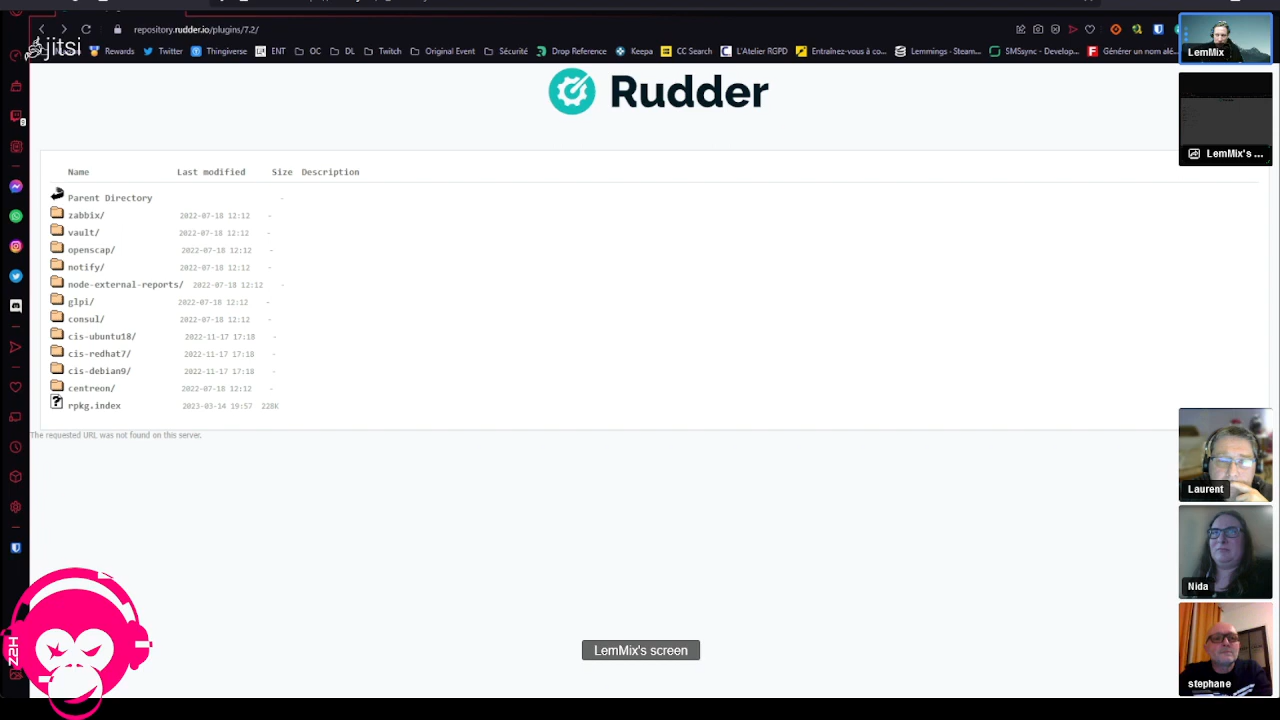 repository.rudder.io/plugins/7.2/
jitsi
Rewards Twitter Thingiverse ENT OC DL Twitch Original Event Sécurité Drop Reference Keepa CC Search L'Atelier RGPD Entraînez-vous à co... Lemmings - Steam... SMSsync - Develop... Générer un nom alé...
LemMix
Rudder
LemMix's ...
Name Last modified Size Description
Parent Directory -
zabbix/ 2022-07-18 12:12 -
vault/ 2022-07-18 12:12 -
openscap/ 2022-07-18 12:12 -
notify/ 2022-07-18 12:12 -
node-external-reports/ 2022-07-18 12:12 -
glpi/ 2022-07-18 12:12 -
consul/ 2022-07-18 12:12 -
cis-ubuntu18/ 2022-11-17 17:18 -
cis-redhat7/ 2022-11-17 17:18 -
cis-debian9/ 2022-11-17 17:18 -
centreon/ 2022-07-18 12:12 -
rpkg.index 2023-03-14 19:57 228K
The requested URL was not found on this server.
Laurent
Nida
LemMix's screen
stephane
H2Z